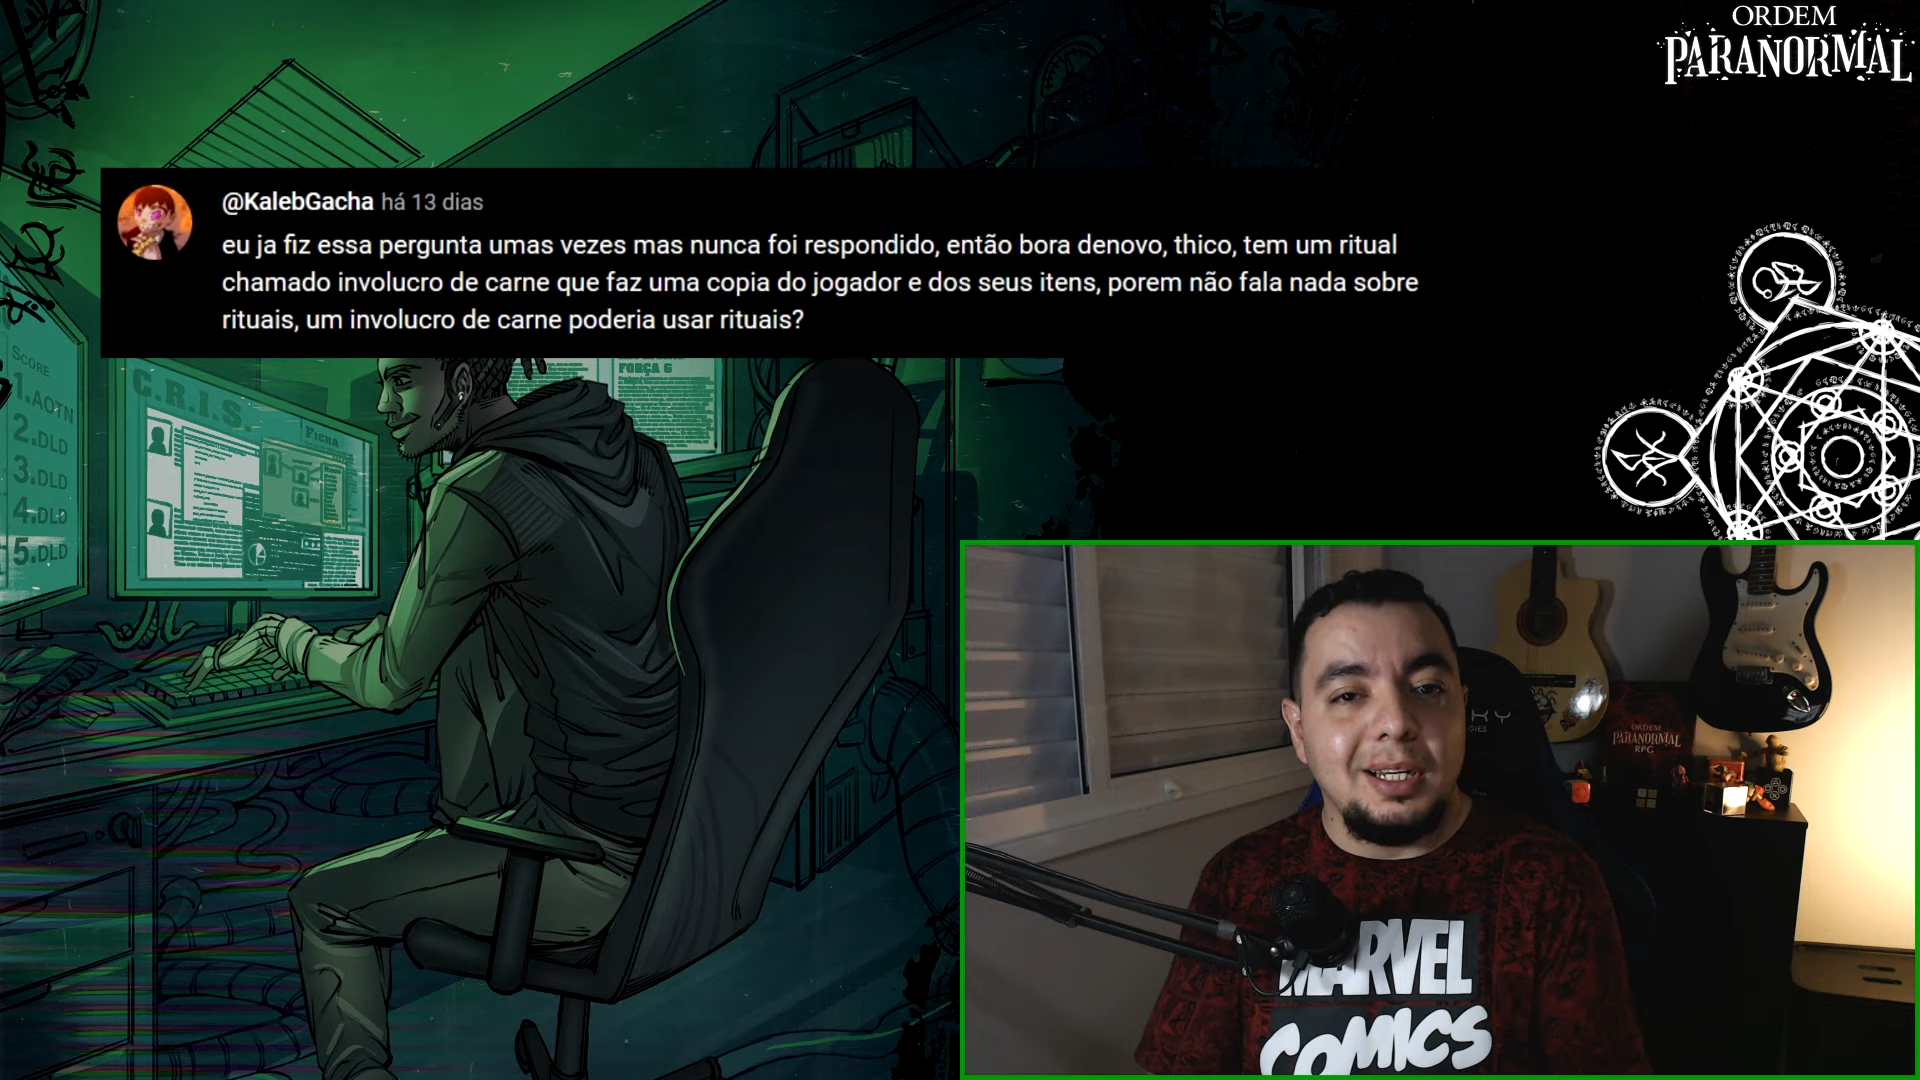 ORDEM
PARANORMAL
@KalebGacha há 13 dias
eu ja fiz essa pergunta umas vezes mas nunca foi respondido, então bora denovo, thico, tem um ritual
chamado involucro de carne que faz uma copia do jogador e dos seus itens, porem não fala nada sobre
rituais, um involucro de carne poderia usar rituais?
SCORE
1.AOTN
2.DLD
3.DLD
4.DLD
5.DLD
C.R.I.S.
FICHA
FORÇA G
ORDEM
PARANORMAL
RPG
MARVEL
COMICS